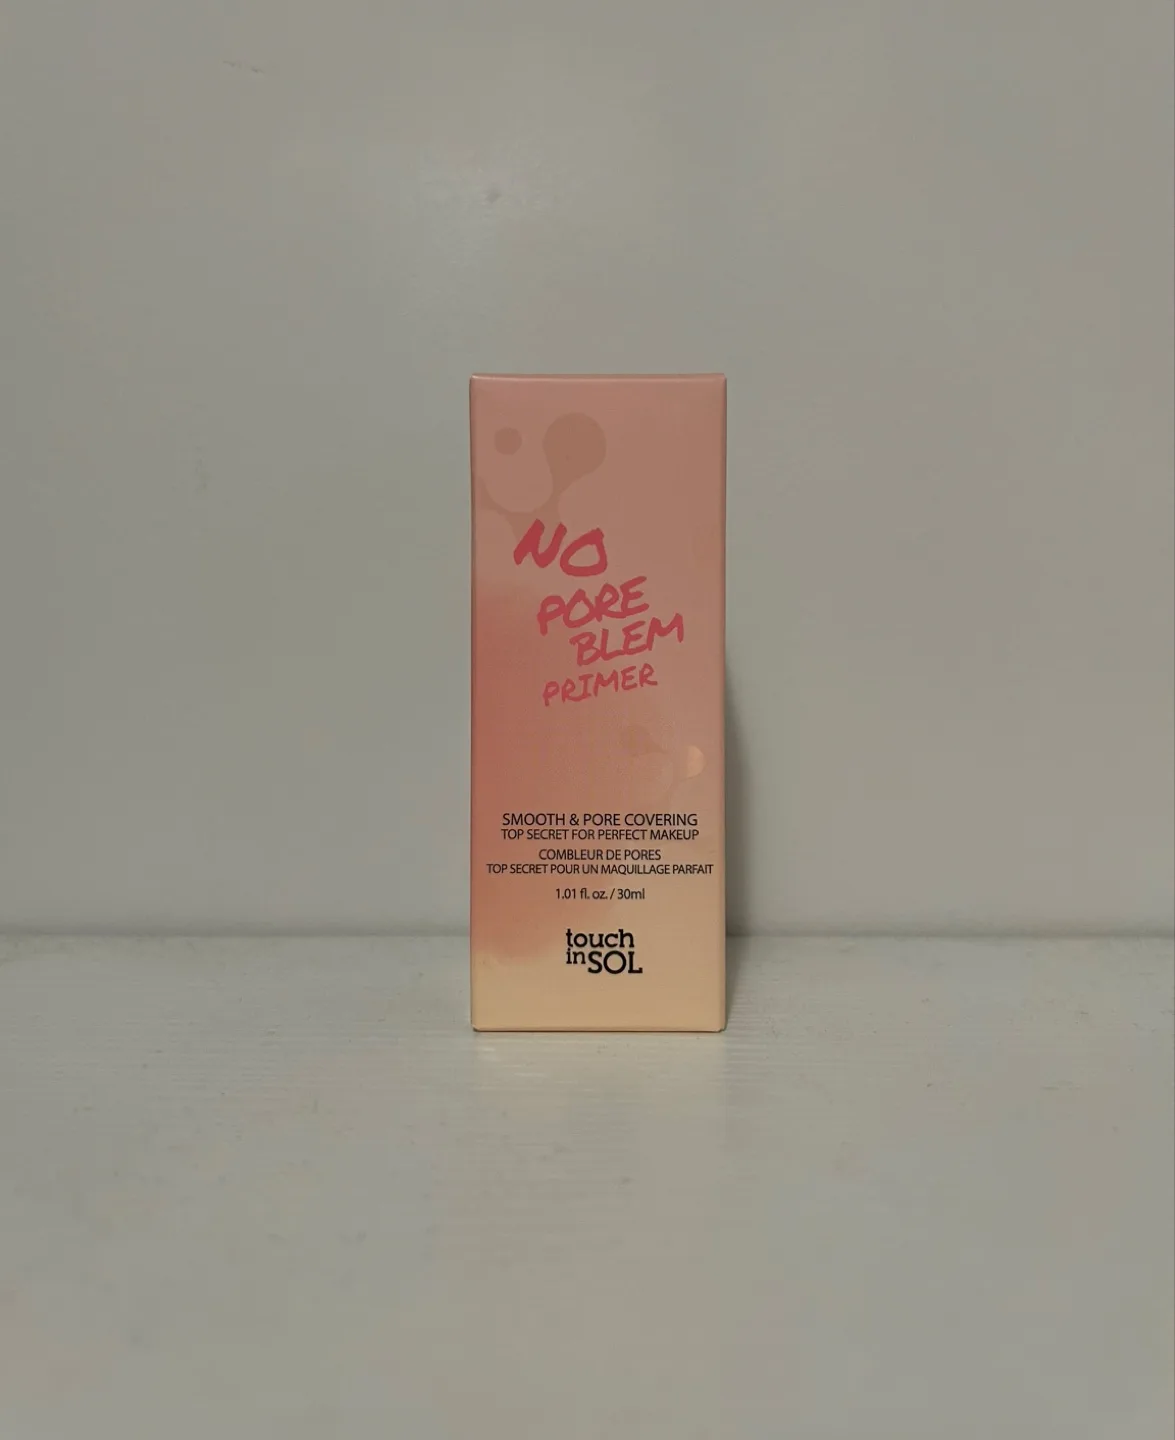 NO
PORE
BLEM
PRIMER
SMOOTH & PORE COVERING
TOP SECRET FOR PERFECT MAKEUP
COMBLEUR DE PORES
TOP SECRET POUR UN MAQUILLAGE PARFAIT
1.01 fl. oz. / 30ml
touch
in SOL